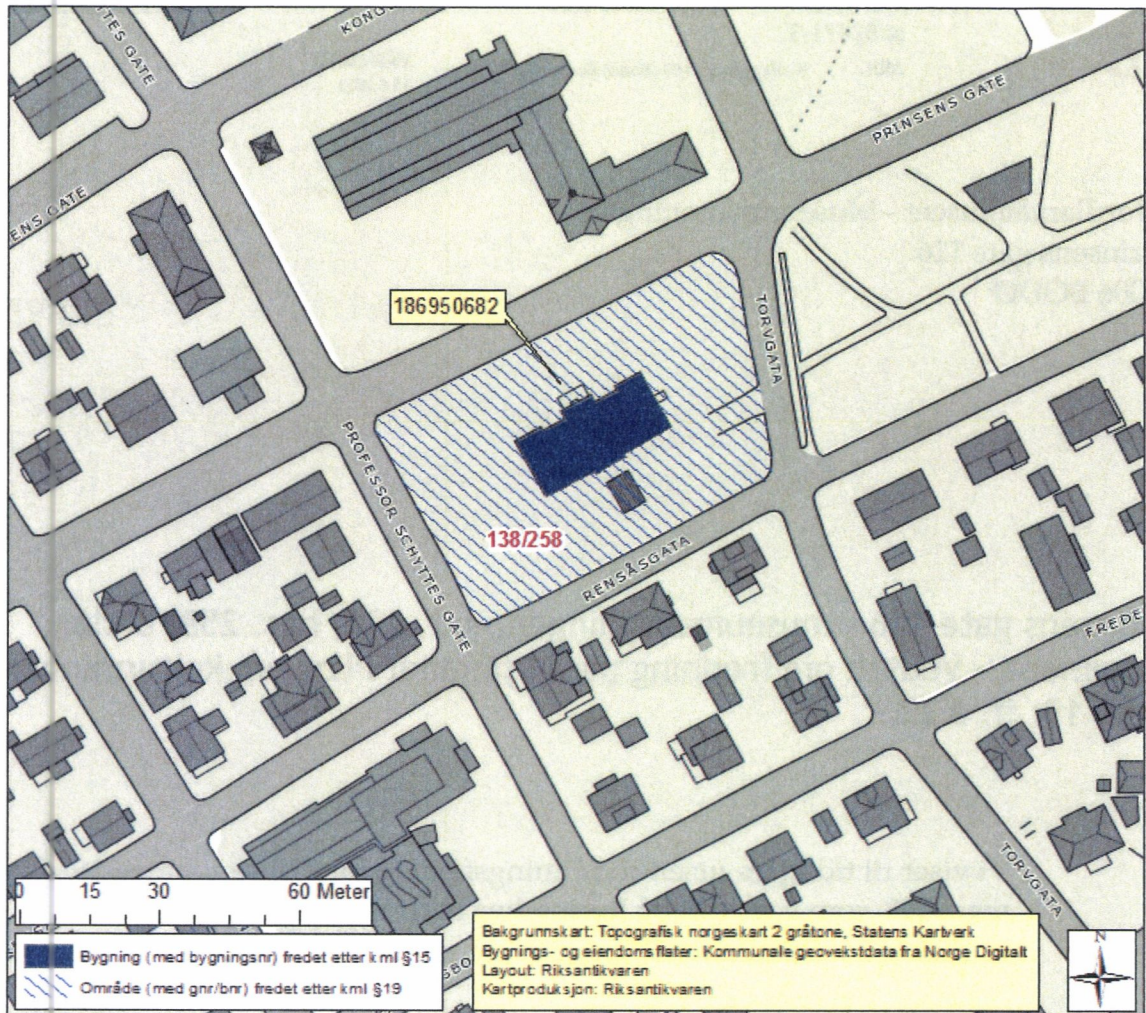 KONG
TES GATE
PRINSENS GATE
ENS GATE
186950682
TORVGATA
PROFESSOR SCHYTTES GATE
138/258
RENSÅSGATA
FREDE
TORVGATA
0 15 30 60 Meter
Bygning (med bygningsnr) fredet etter kml §15
Område (med gnr/bnr) fredet etter kml §19
SBO
Bakgrunnskart: Topografisk norgeskart 2 gråtone, Statens Kartverk
Bygnings- og eiendomsflater: Kommunale geovekstdata fra Norge Digitalt
Layout: Riksantikvaren
Kartproduksjon: Riksantikvaren
N